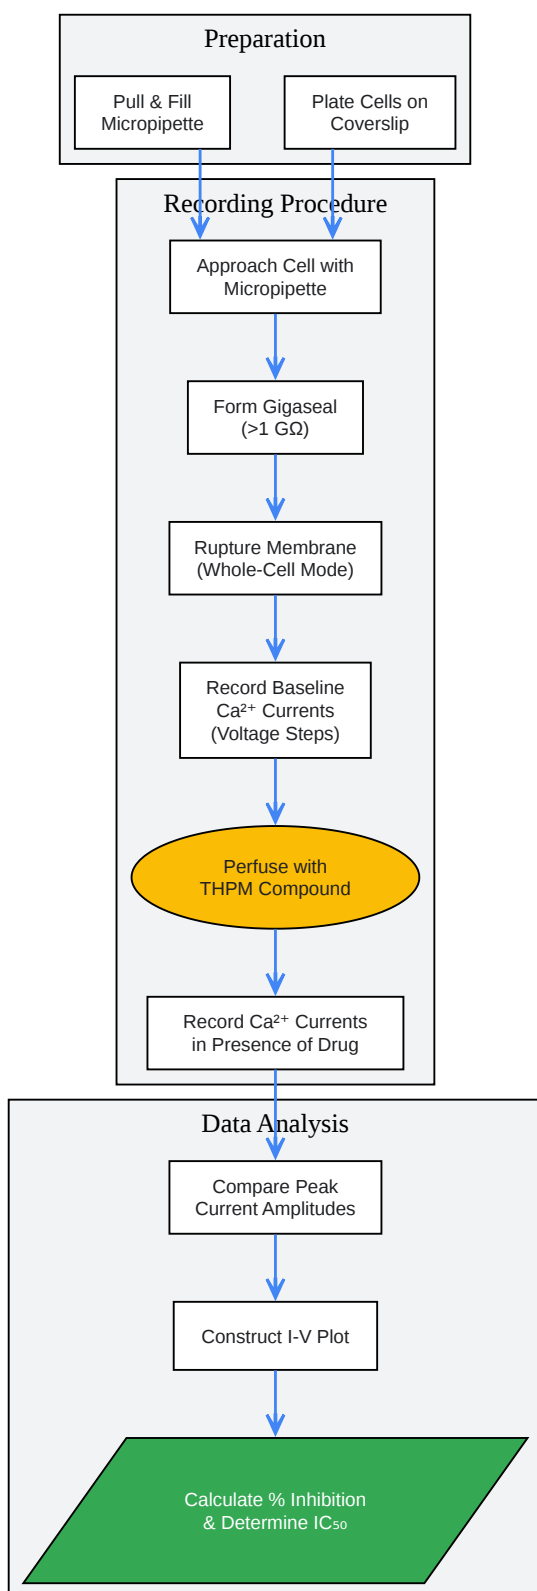 Preparation
Pull & Fill
Micropipette
Plate Cells on
Coverslip
Recording Procedure
Approach Cell with
Micropipette
Form Gigaseal
(>1 GΩ)
Rupture Membrane
(Whole-Cell Mode)
Record Baseline
Ca²⁺ Currents
(Voltage Steps)
Perfuse with
THPM Compound
Record Ca²⁺ Currents
in Presence of Drug
Data Analysis
Compare Peak
Current Amplitudes
Construct I-V Plot
Calculate % Inhibition
& Determine IC₅₀